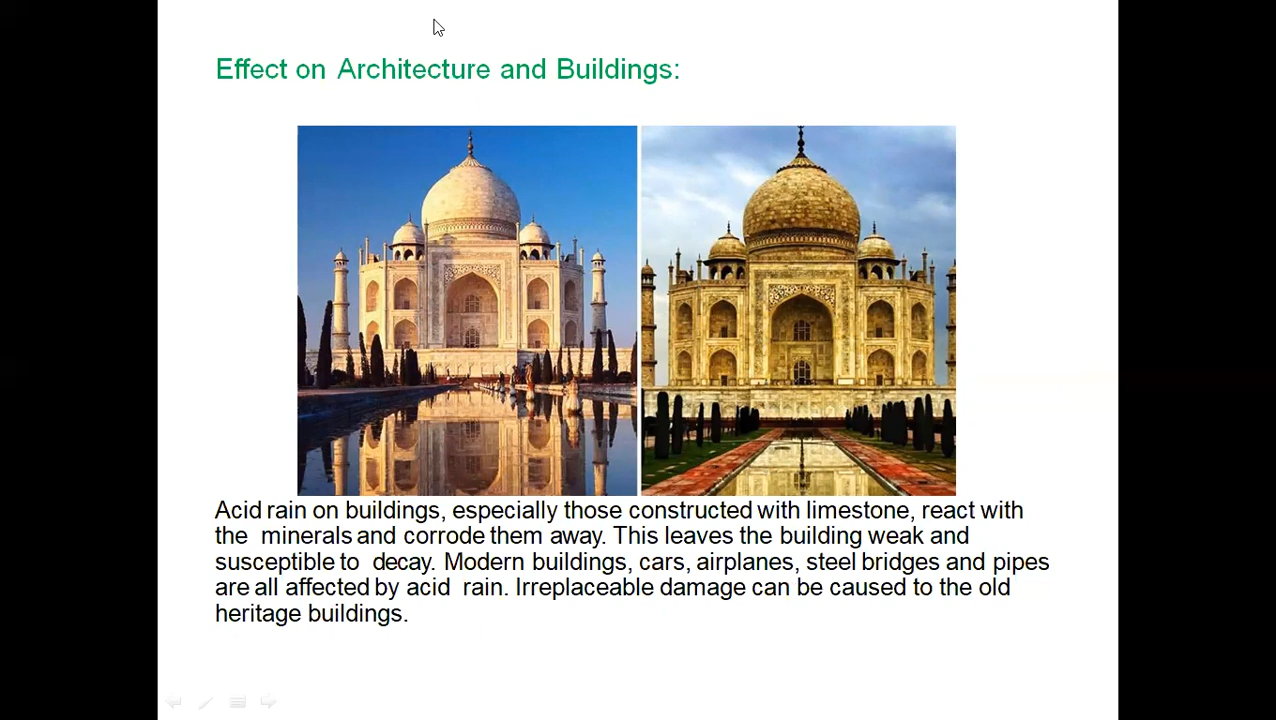 Effect on Architecture and Buildings:
Acid rain on buildings, especially those constructed with limestone, react with
the minerals and corrode them away. This leaves the building weak and
susceptible to decay. Modern buildings, cars, airplanes, steel bridges and pipes
are all affected by acid rain. Irreplaceable damage can be caused to the old
heritage buildings.